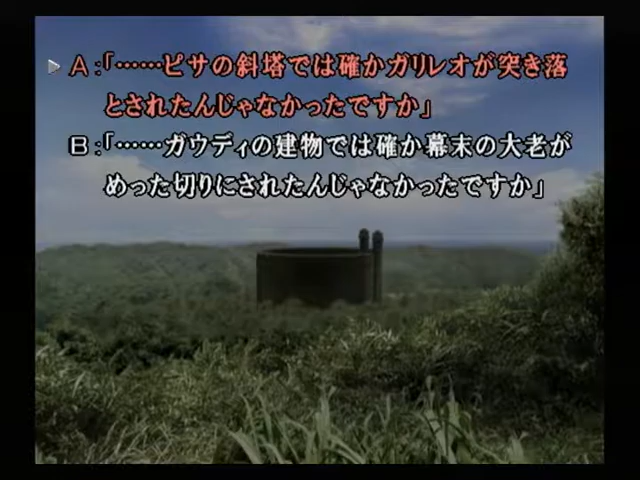 A:「……ピサの斜塔では確かガリレオが突き落
とされたんじゃなかったですか」
B:「……ガウディの建物では確か幕末の大老が
めった切りにされたんじゃなかったですか」